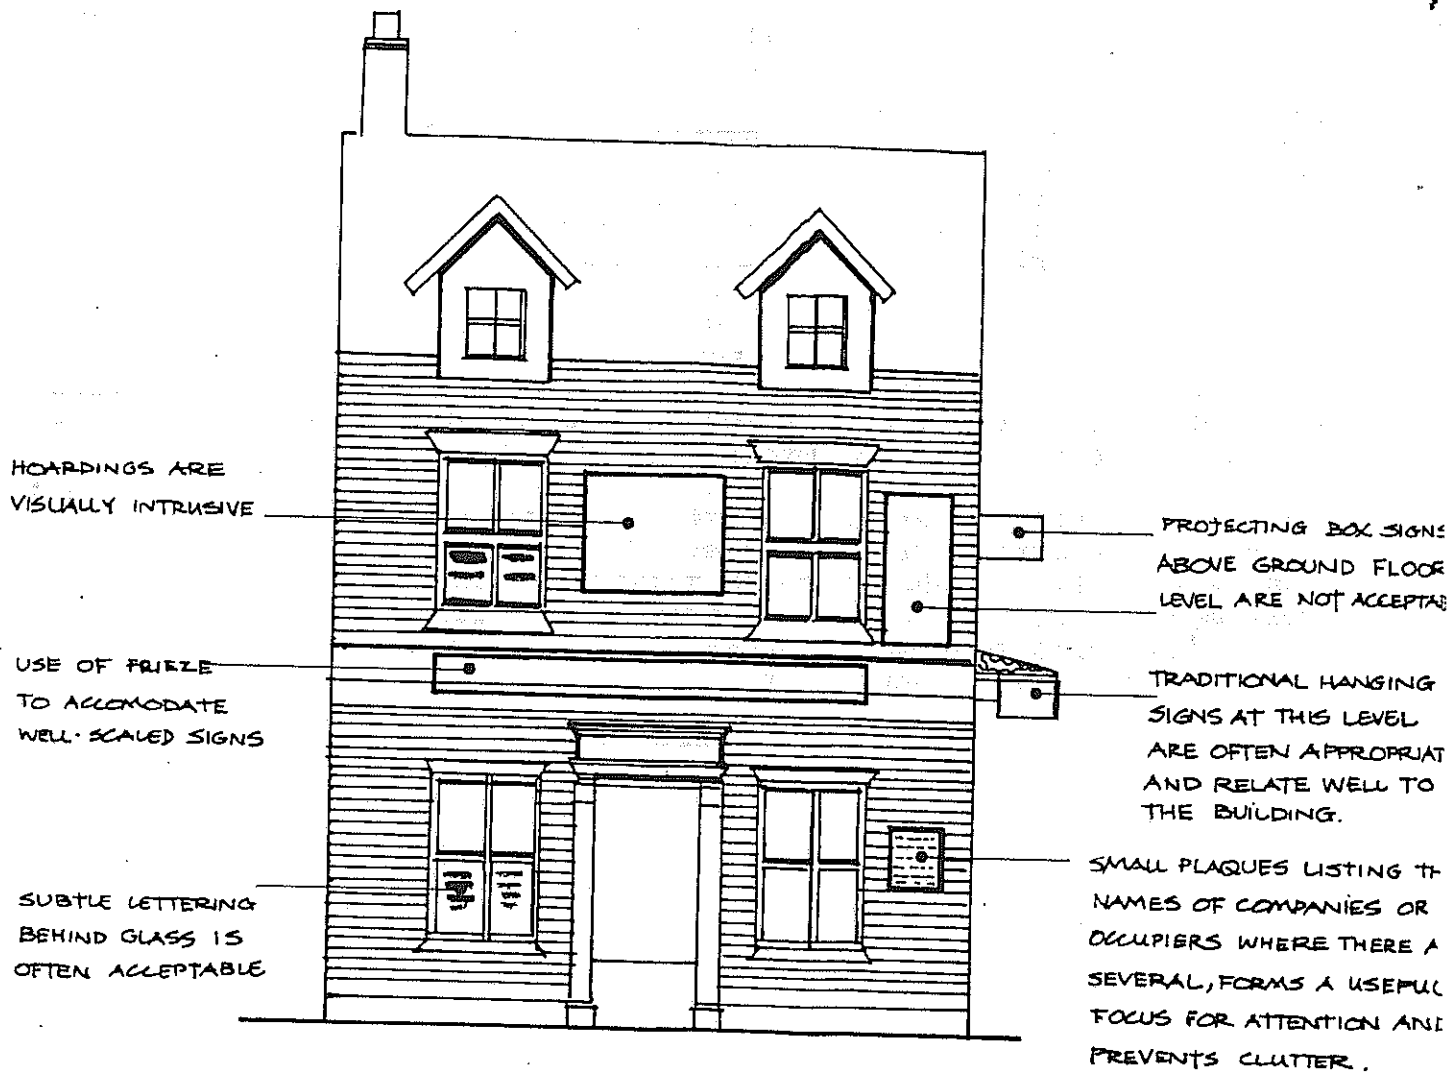 HOARDINGS ARE
VISUALLY INTRUSIVE
USE OF FRIEZE
TO ACCOMODATE
WELL-SCALED SIGNS
SUBTLE LETTERING
BEHIND GLASS IS
OFTEN ACCEPTABLE
PROJECTING BOX SIGNS
ABOVE GROUND FLOOR
LEVEL ARE NOT
TRADITIONAL HANGING
SIGNS AT THIS LEVEL
ARE OFTEN APPROPRIAT
AND RELATE WELL TO
THE BUILDING.
SMALL PLAQUES LISTING
NAMES OF COMPANIES OR
OCCUPIERS WHERE THERE A
SEVERAL, FORMS A USEFUL
FOCUS FOR ATTENTION AND
PREVENTS CLUTTER.